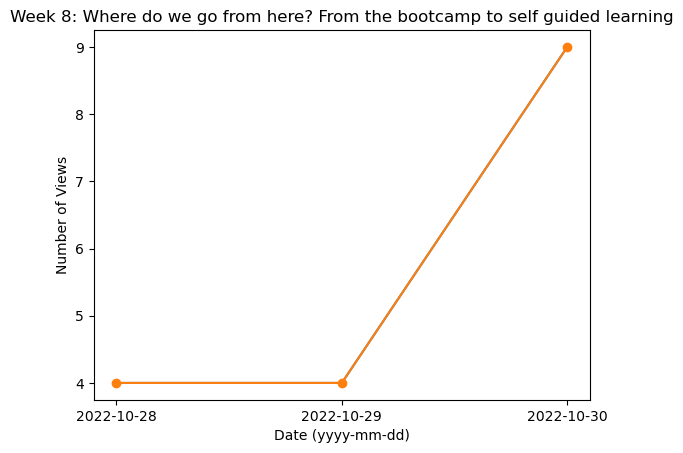 Week 8: Where do we go from here? From the bootcamp to self guided learning
9
8
7
6
5
4
Number of Views
2022-10-28 2022-10-29 2022-10-30
Date (yyyy-mm-dd)